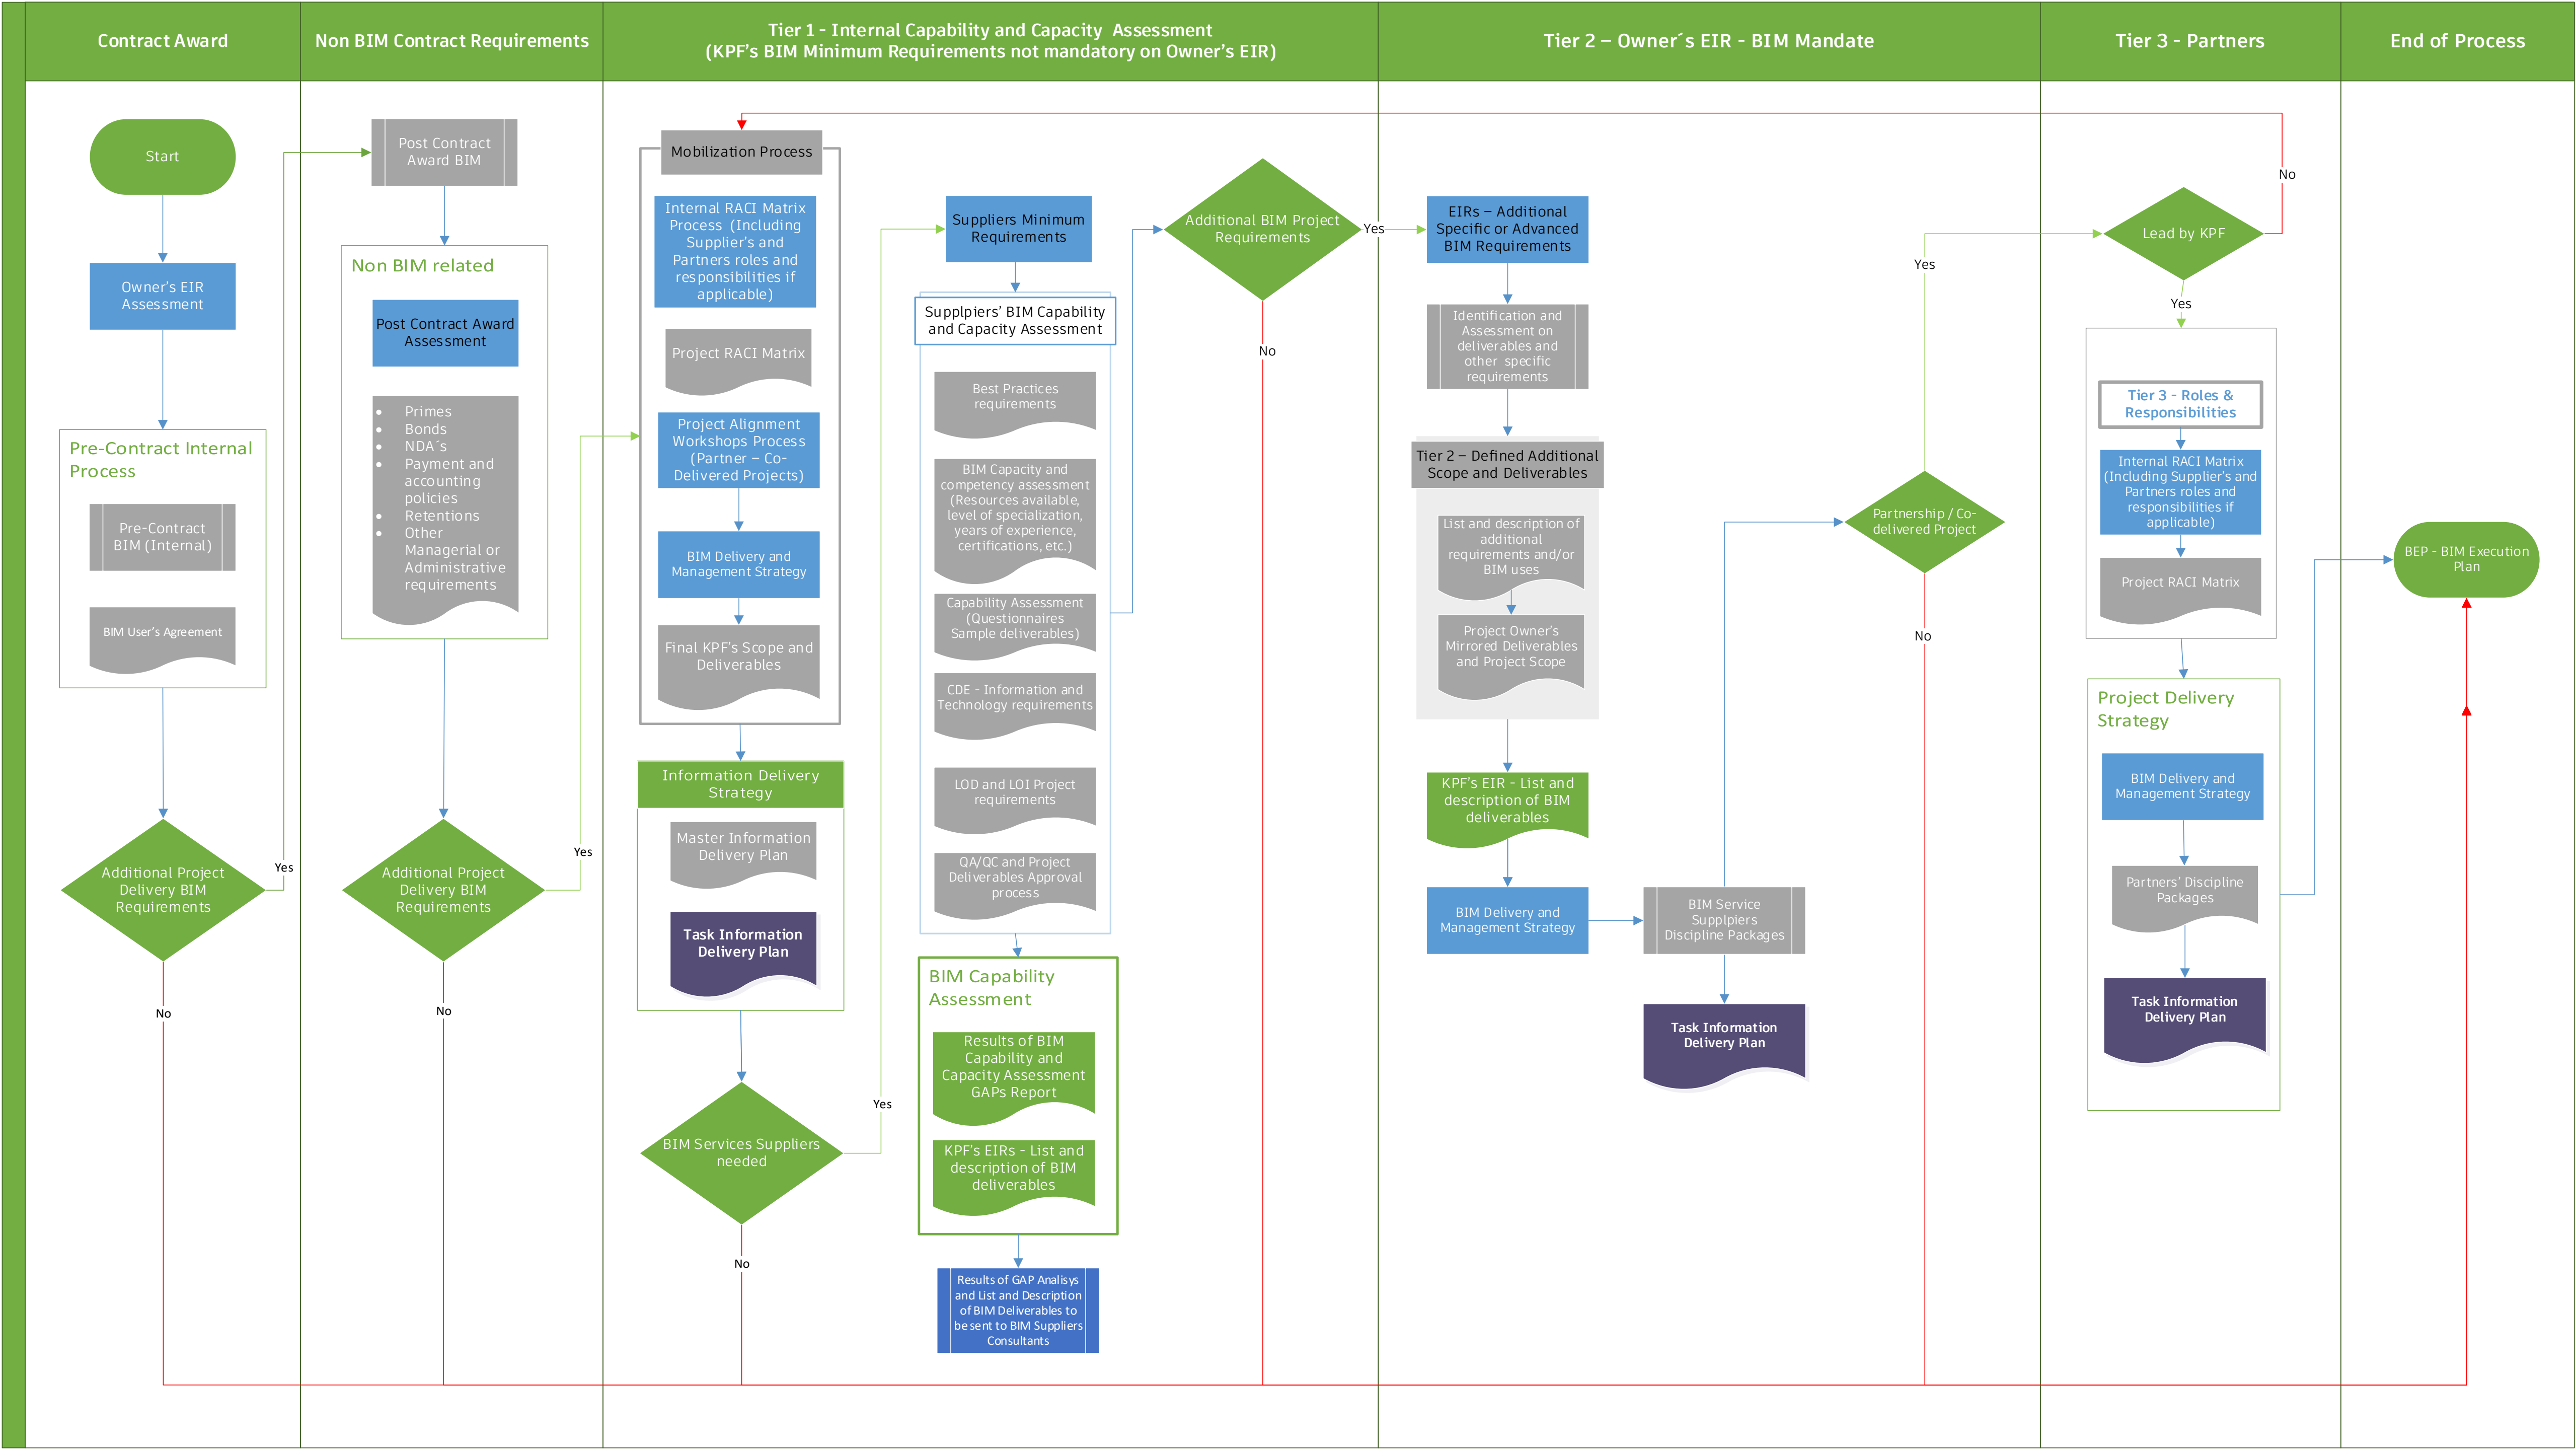 Contract Award
Non BIM Contract Requirements
Tier 1 - Internal Capability and Capacity Assessment
(KPF's BIM Minimum Requirements not mandatory on Owner's EIR)
Tier 2 – Owner´s EIR - BIM Mandate
Tier 3 - Partners
End of Process
Start
Owner's EIR
Assessment
Pre-Contract Internal
Process
Pre-Contract
BIM (Internal)
BIM User's Agreement
Additional Project
Delivery BIM
Requirements
Yes
No
Post Contract
Award BIM
Non BIM related
Post Contract Award
Assessment
• Primes
• Bonds
• NDA´s
• Payment and
accounting
policies
• Retentions
• Other
Managerial or
Administrative
requirements
Additional Project
Delivery BIM
Requirements
Yes
No
Mobilization Process
Internal RACI Matrix
Process (Including
Supplier's and
Partners roles and
responsibilities if
applicable)
Project RACI Matrix
Project Alignment
Workshops Process
(Partner – Co-
Delivered Projects)
BIM Delivery and
Management Strategy
Final KPF's Scope and
Deliverables
Information Delivery
Strategy
Master Information
Delivery Plan
Task Information
Delivery Plan
BIM Services Suppliers
needed
Yes
No
Suppliers Minimum
Requirements
Supplpiers' BIM Capability
and Capacity Assessment
Best Practices
requirements
BIM Capacity and
competency assessment
(Resources available,
level of specialization,
years of experience,
certifications, etc.)
Capability Assessment
(Questionnaires
Sample deliverables)
CDE - Information and
Technology requirements
LOD and LOI Project
requirements
QA/QC and Project
Deliverables Approval
process
BIM Capability
Assessment
Results of BIM
Capability and
Capacity Assessment
GAPs Report
KPF's EIRs - List and
description of BIM
deliverables
Results of GAP Analisys
and List and Description
of BIM Deliverables to
be sent to BIM Suppliers
Consultants
Additional BIM Project
Requirements
Yes
No
EIRs – Additional
Specific or Advanced
BIM Requirements
Identification and
Assessment on
deliverables and
other specific
requirements
Tier 2 – Defined Additional
Scope and Deliverables
List and description of
additional
requirements and/or
BIM uses
Project Owner's
Mirrored Deliverables
and Project Scope
KPF's EIR - List and
description of BIM
deliverables
BIM Delivery and
Management Strategy
BIM Service
Supplpiers
Discipline Packages
Task Information
Delivery Plan
Partnership / Co-
delivered Project
Yes
No
Lead by KPF
No
Yes
Tier 3 - Roles &
Responsibilities
Internal RACI Matrix
(Including Supplier's and
Partners roles and
responsibilities if
applicable)
Project RACI Matrix
Project Delivery
Strategy
BIM Delivery and
Management Strategy
Partners' Discipline
Packages
Task Information
Delivery Plan
BEP - BIM Execution
Plan